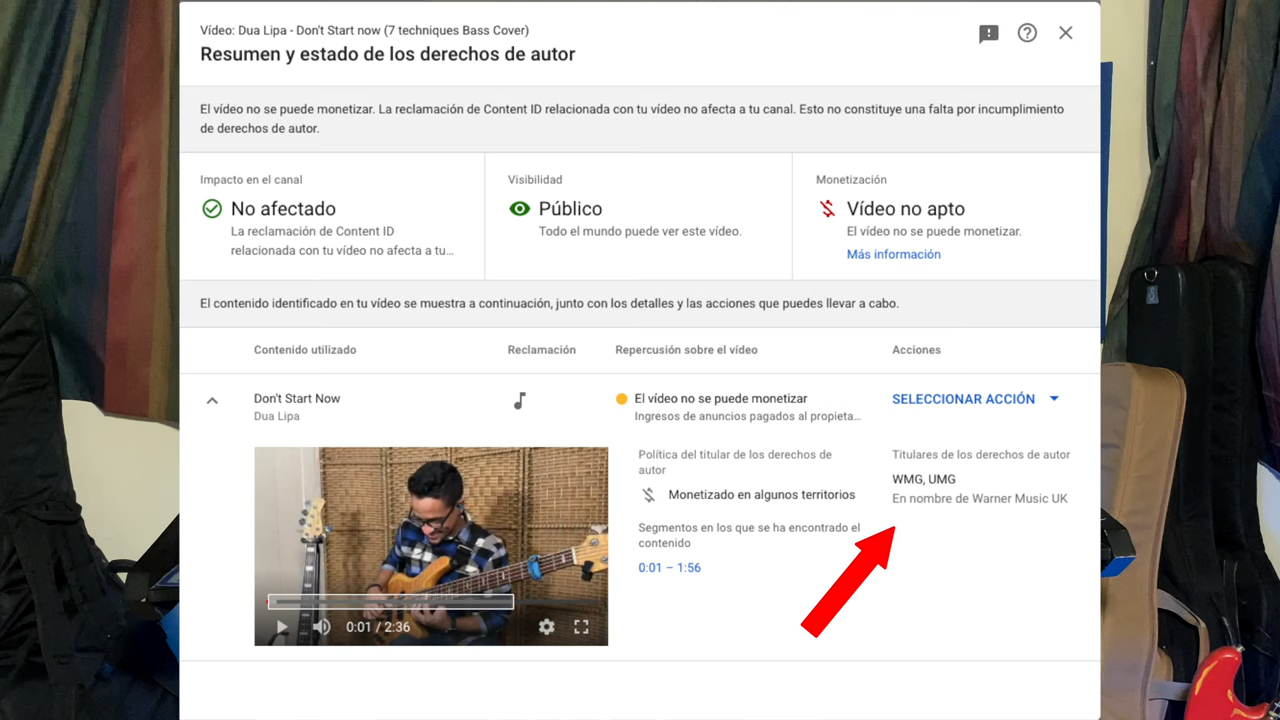 Vídeo: Dua Lipa - Don't Start now (7 techniques Bass Cover)
Resumen y estado de los derechos de autor
El vídeo no se puede monetizar. La reclamación de Content ID relacionada con tu vídeo no afecta a tu canal. Esto no constituye una falta por incumplimiento
de derechos de autor.
Impacto en el canal
No afectado
La reclamación de Content ID
relacionada con tu vídeo no afecta a tu…
Visibilidad
Público
Todo el mundo puede ver este vídeo.
Monetización
Vídeo no apto
El vídeo no se puede monetizar.
Más información
El contenido identificado en tu vídeo se muestra a continuación, junto con los detalles y las acciones que puedes llevar a cabo.
Contenido utilizado
Reclamación
Repercusión sobre el vídeo
Acciones
Don't Start Now
Dua Lipa
El vídeo no se puede monetizar
Ingresos de anuncios pagados al propieta…
SELECCIONAR ACCIÓN
0:01 / 2:36
Política del titular de los derechos de
autor
Monetizado en algunos territorios
Segmentos en los que se ha encontrado el
contenido
0:01 – 1:56
Titulares de los derechos de autor
WMG, UMG
En nombre de Warner Music UK